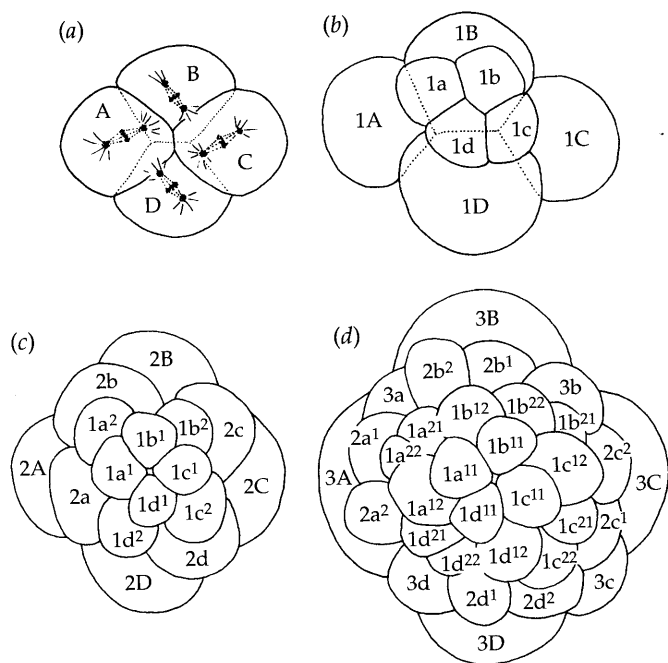 (a)
B
A
C
D
(b)
1B
1a
1b
1A
1c
1C
1d
1D
(c)
2B
2b
1a²
1b¹
1b²
2c
2A
1a¹
1c¹
2C
2a
1d¹
1c²
1d²
2d
2D
(d)
3B
2b²
2b¹
3a
3b
1b¹²
1b²²
1b²¹
2a¹
1a²¹
1b¹¹
2c²
1a²²
1a¹¹
1c¹²
3A
3C
1c¹¹
2a²
1a¹²
1d¹¹
1c²¹
2c¹
1d²¹
1d²²
1d¹²
1c²²
3d
3c
2d¹
2d²
3D